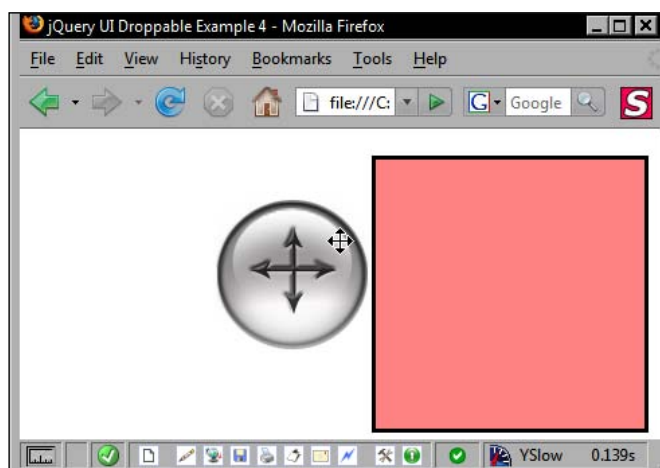 jQuery UI Droppable Example 4 - Mozilla Firefox
File Edit View History Bookmarks Tools Help
file:///C: G Google S
YSlow 0.139s